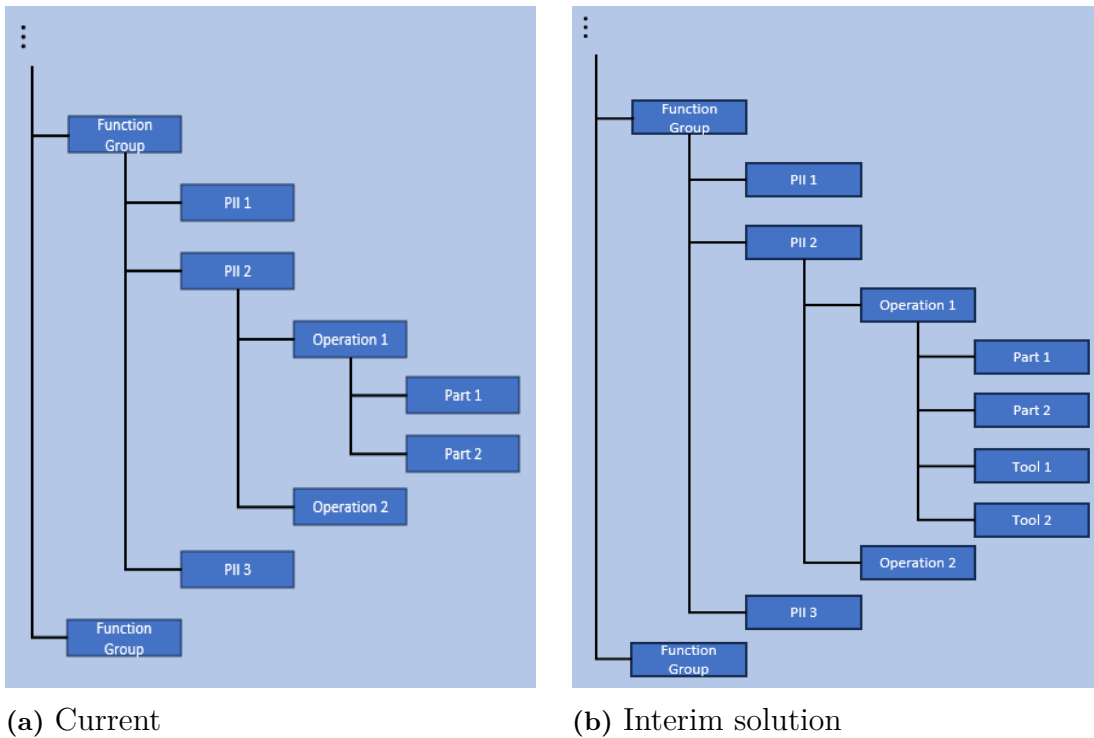 ⋮
Function
Group
PII 1
PII 2
Operation 1
Part 1
Part 2
Operation 2
PII 3
Function
Group
(a) Current
⋮
Function
Group
PII 1
PII 2
Operation 1
Part 1
Part 2
Tool 1
Tool 2
Operation 2
PII 3
Function
Group
(b) Interim solution